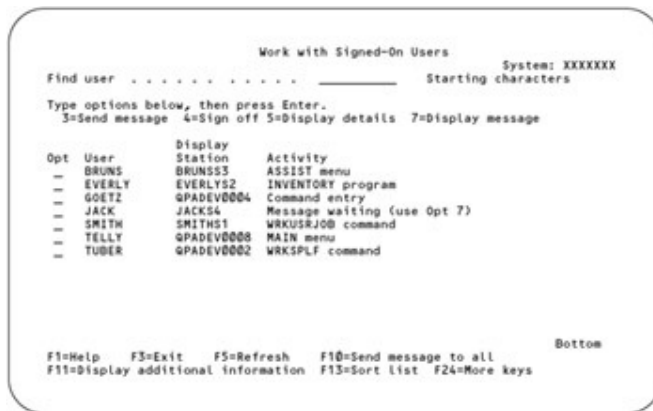 Work with Signed-On Users
System: XXXXXXX
Find user . . . . . . . . . . . __________ Starting characters
Type options below, then press Enter.
3=Send message 4=Sign off 5=Display details 7=Display message
Display
Opt User Station Activity
_ BRUNS BRUNSS3 ASSIST menu
_ EVERLY EVERLYS2 INVENTORY program
_ GOETZ QPADEV0004 Command entry
_ JACK JACKS4 Message waiting (use Opt 7)
_ SMITH SMITHS1 WRKUSRJOB command
_ TELLY QPADEV0008 MAIN menu
_ TUBER QPADEV0002 WRKSPLF command
Bottom
F1=Help F3=Exit F5=Refresh F10=Send message to all
F11=Display additional information F13=Sort list F24=More keys